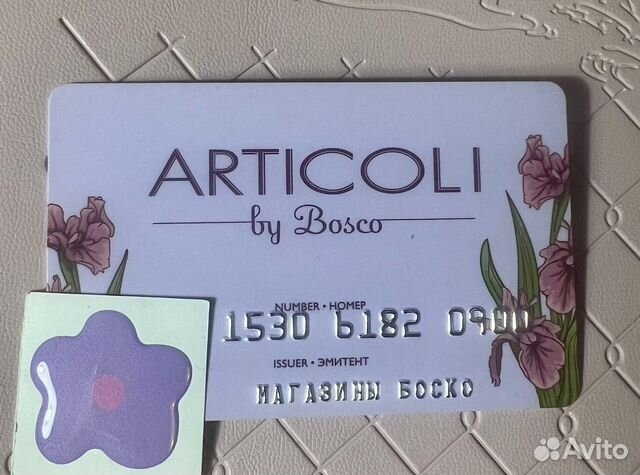 ARTICOLI
by Bosco
NUMBER • НОМЕР
1530 6182 0900
ISSUER • ЭМИТЕНТ
МАГАЗИНЫ БОСКО
Avito